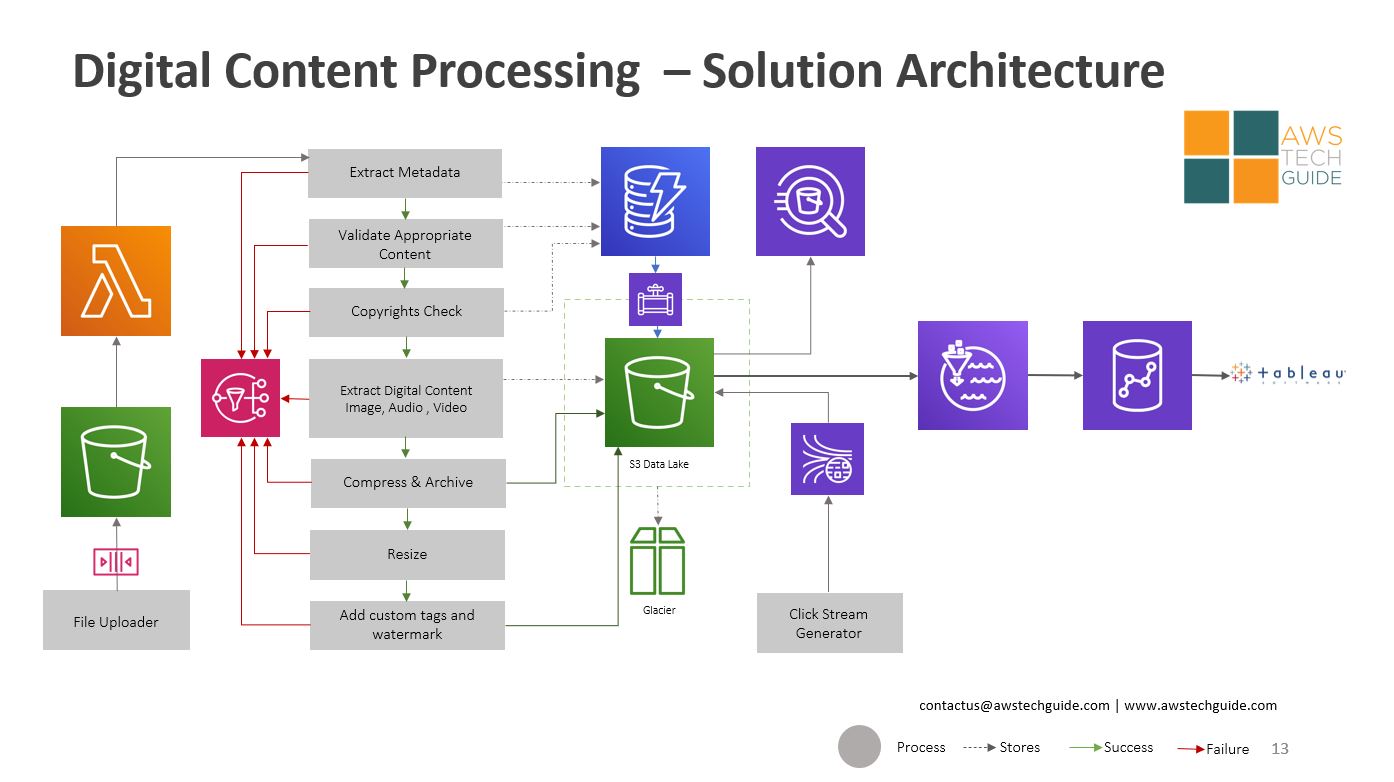 Digital Content Processing – Solution Architecture
AWS
TECH
GUIDE
Extract Metadata
Validate Appropriate
Content
Copyrights Check
Extract Digital Content
Image, Audio , Video
Compress & Archive
Resize
Add custom tags and
watermark
File Uploader
S3 Data Lake
Glacier
Click Stream
Generator
+ableau
SOFTWARE
contactus@awstechguide.com | www.awstechguide.com
Process
Stores
Success
Failure
13